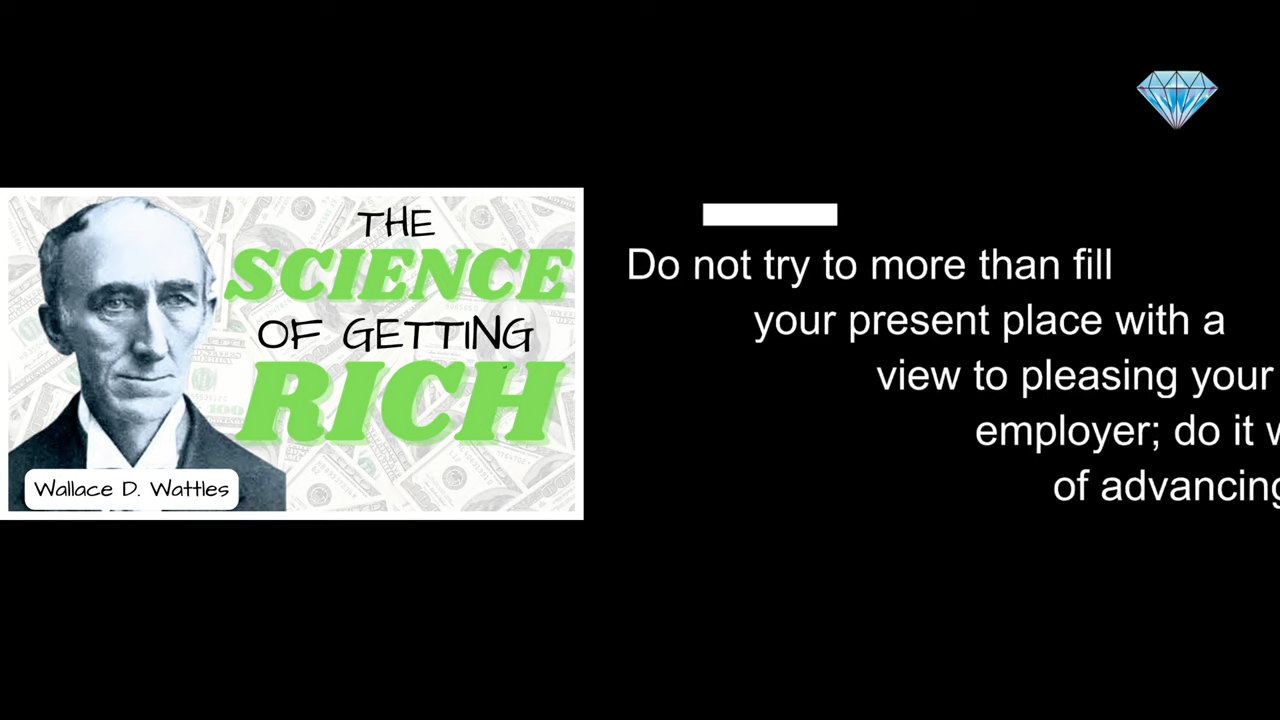 THE
SCIENCE
OF GETTING
RICH
Wallace D. Wattles
Do not try to more than fill
your present place with a
view to pleasing your
employer; do it
of advancing